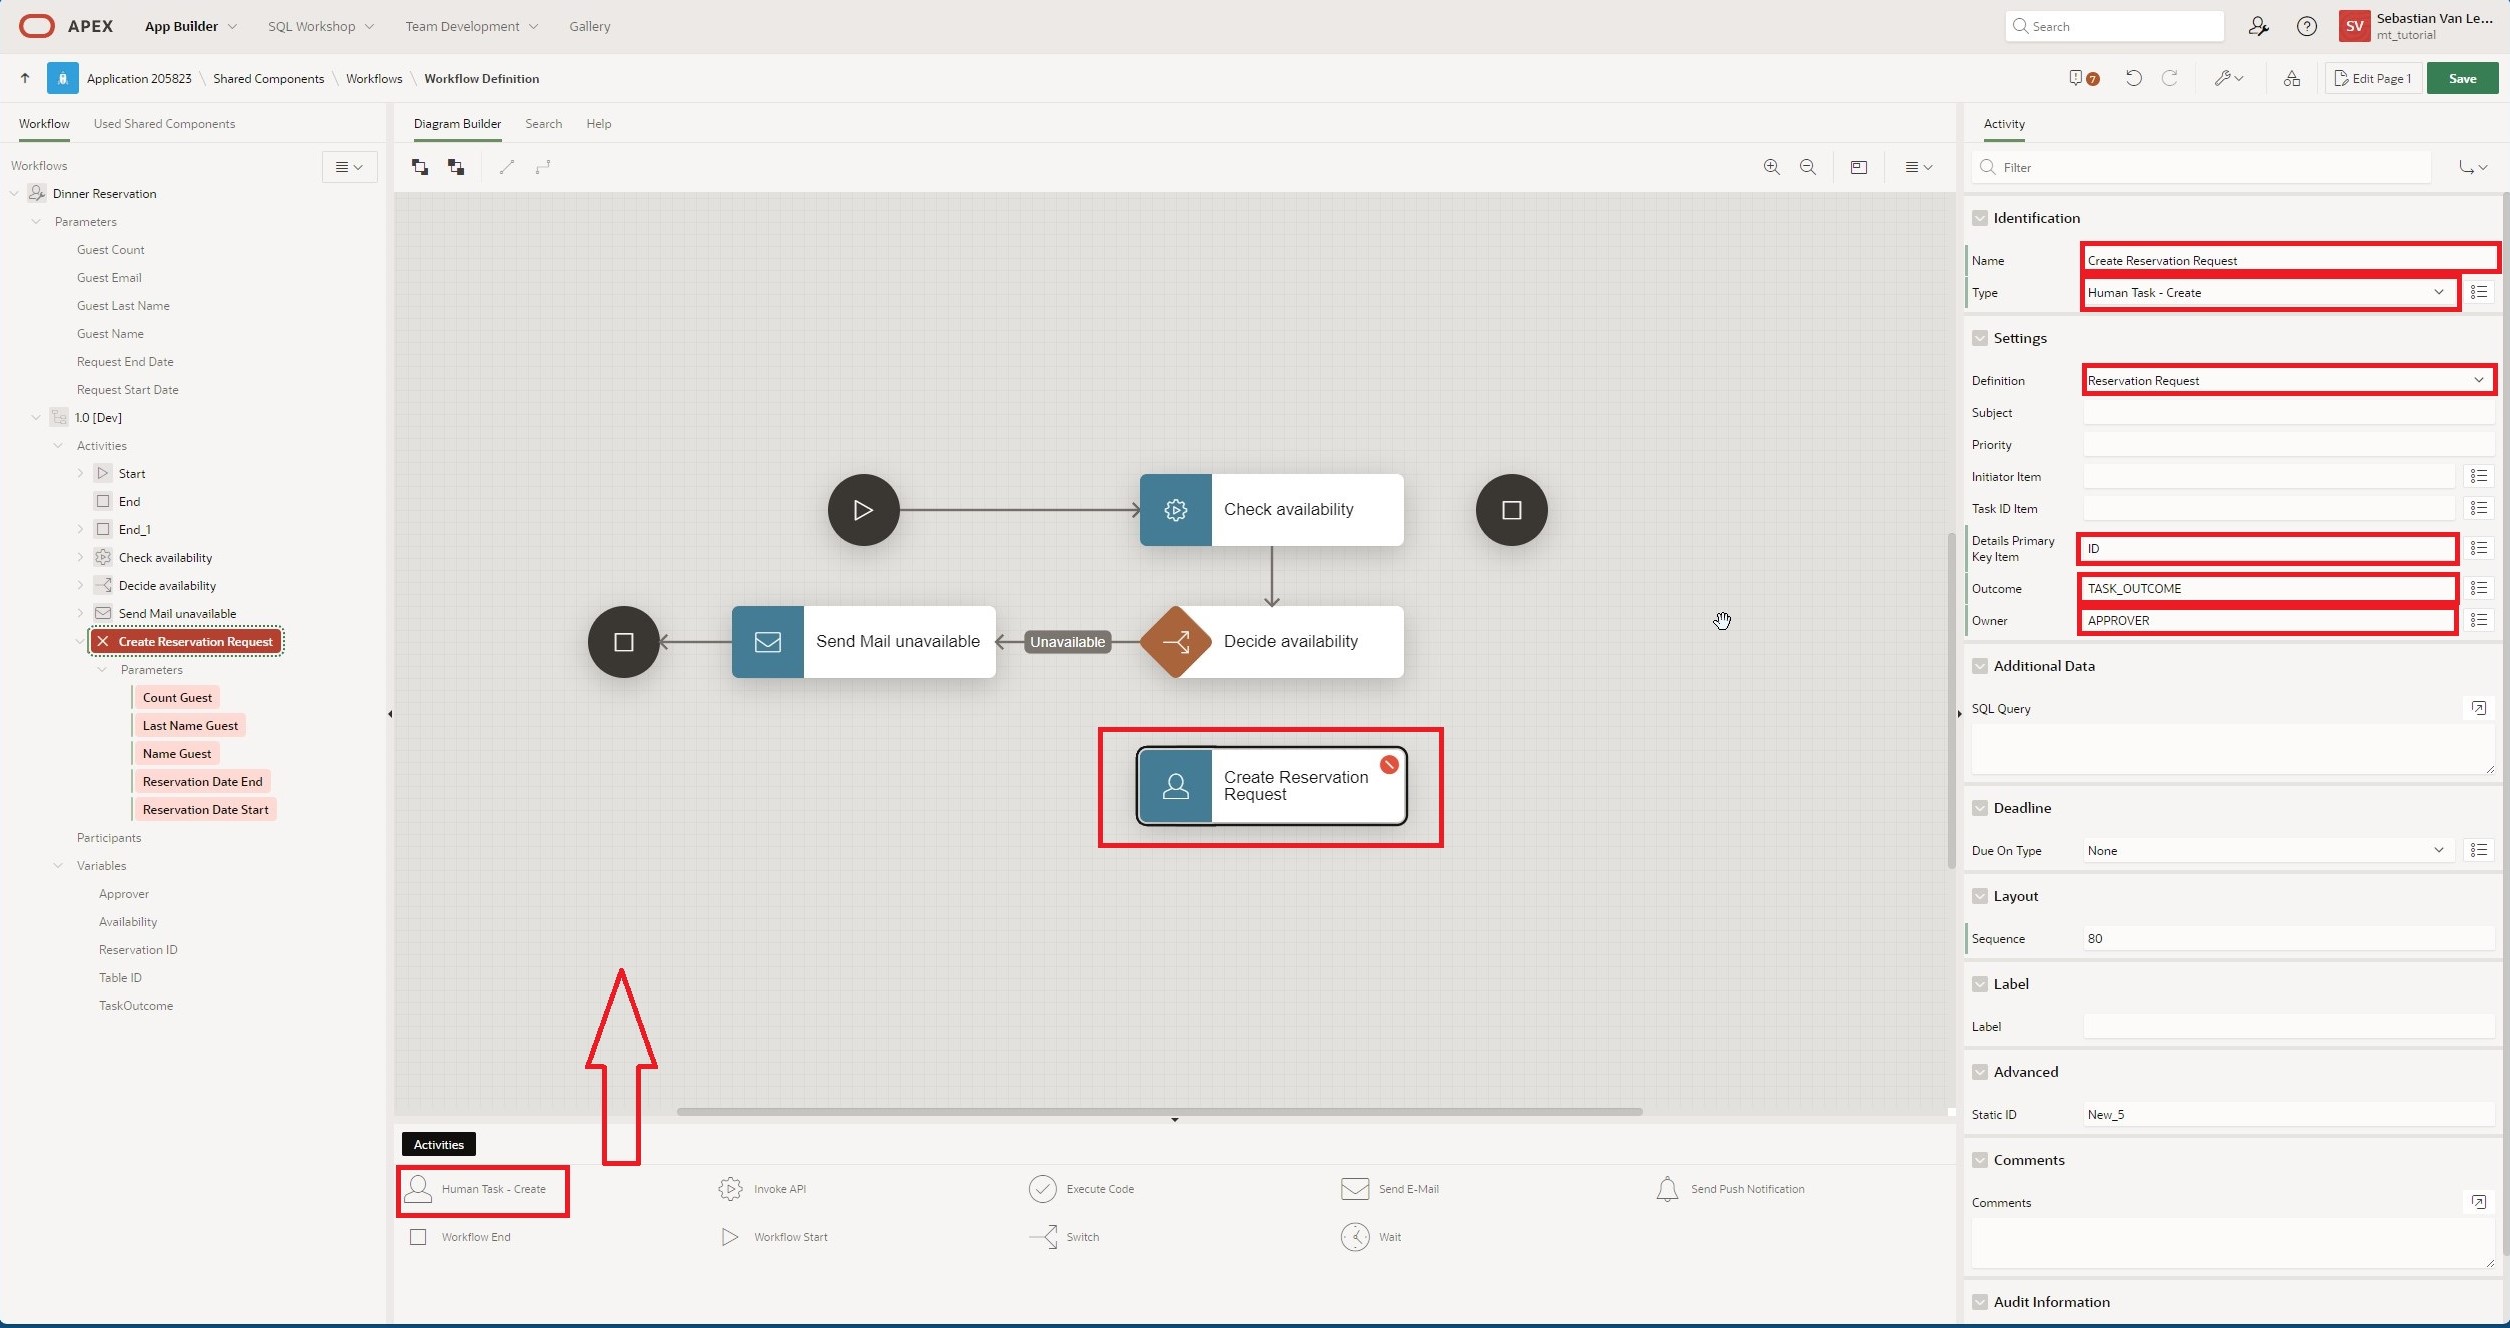 APEX App Builder SQL Workshop Team Development Gallery Search Sebastian Van Le...
mt_tutorial
SV
Application 205823 \ Shared Components \ Workflows \ Workflow Definition 7 Edit Page 1 Save
Workflow Used Shared Components
Workflows
Dinner Reservation
Parameters
Guest Count
Guest Email
Guest Last Name
Guest Name
Request End Date
Request Start Date
1.0 [Dev]
Activities
Start
End
End_1
Check availability
Decide availability
Send Mail unavailable
Create Reservation Request
Parameters
Count Guest
Last Name Guest
Name Guest
Reservation Date End
Reservation Date Start
Participants
Variables
Approver
Availability
Reservation ID
Table ID
TaskOutcome
Diagram Builder Search Help
Check availability
Send Mail unavailable Unavailable Decide availability
Create Reservation
Request
Activities
Human Task - Create Invoke API Execute Code Send E-Mail Send Push Notification
Workflow End Workflow Start Switch Wait
Activity
Filter
Identification
Name Create Reservation Request
Type Human Task - Create
Settings
Definition Reservation Request
Subject
Priority
Initiator Item
Task ID Item
Details Primary
Key Item ID
Outcome TASK_OUTCOME
Owner APPROVER
Additional Data
SQL Query
Deadline
Due On Type None
Layout
Sequence 80
Label
Label
Advanced
Static ID New_5
Comments
Comments
Audit Information